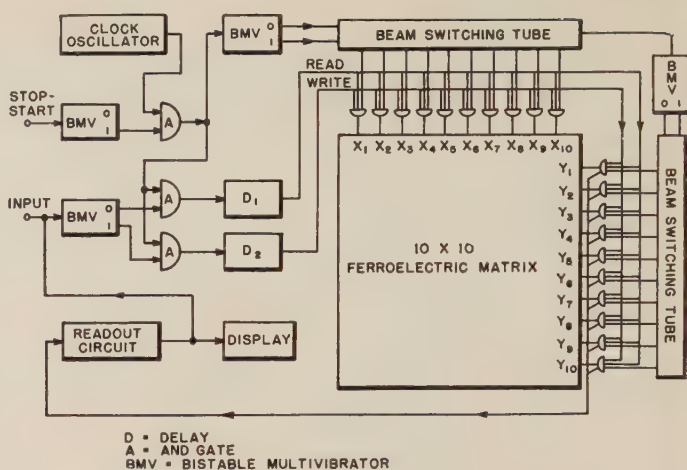 CLOCK
OSCILLATOR
BMV
0
1
BEAM SWITCHING TUBE
READ
WRITE
BMV
0 1
STOP-
START
BMV
0
1
A
X1 X2 X3 X4 X5 X6 X7 X8 X9 X10
Y1
Y2
Y3
Y4
Y5
Y6
Y7
Y8
Y9
Y10
BEAM SWITCHING TUBE
INPUT
BMV
0
1
A
D1
A
D2
10 X 10
FERROELECTRIC MATRIX
READOUT
CIRCUIT
DISPLAY
D = DELAY
A = AND GATE
BMV = BISTABLE MULTIVIBRATOR